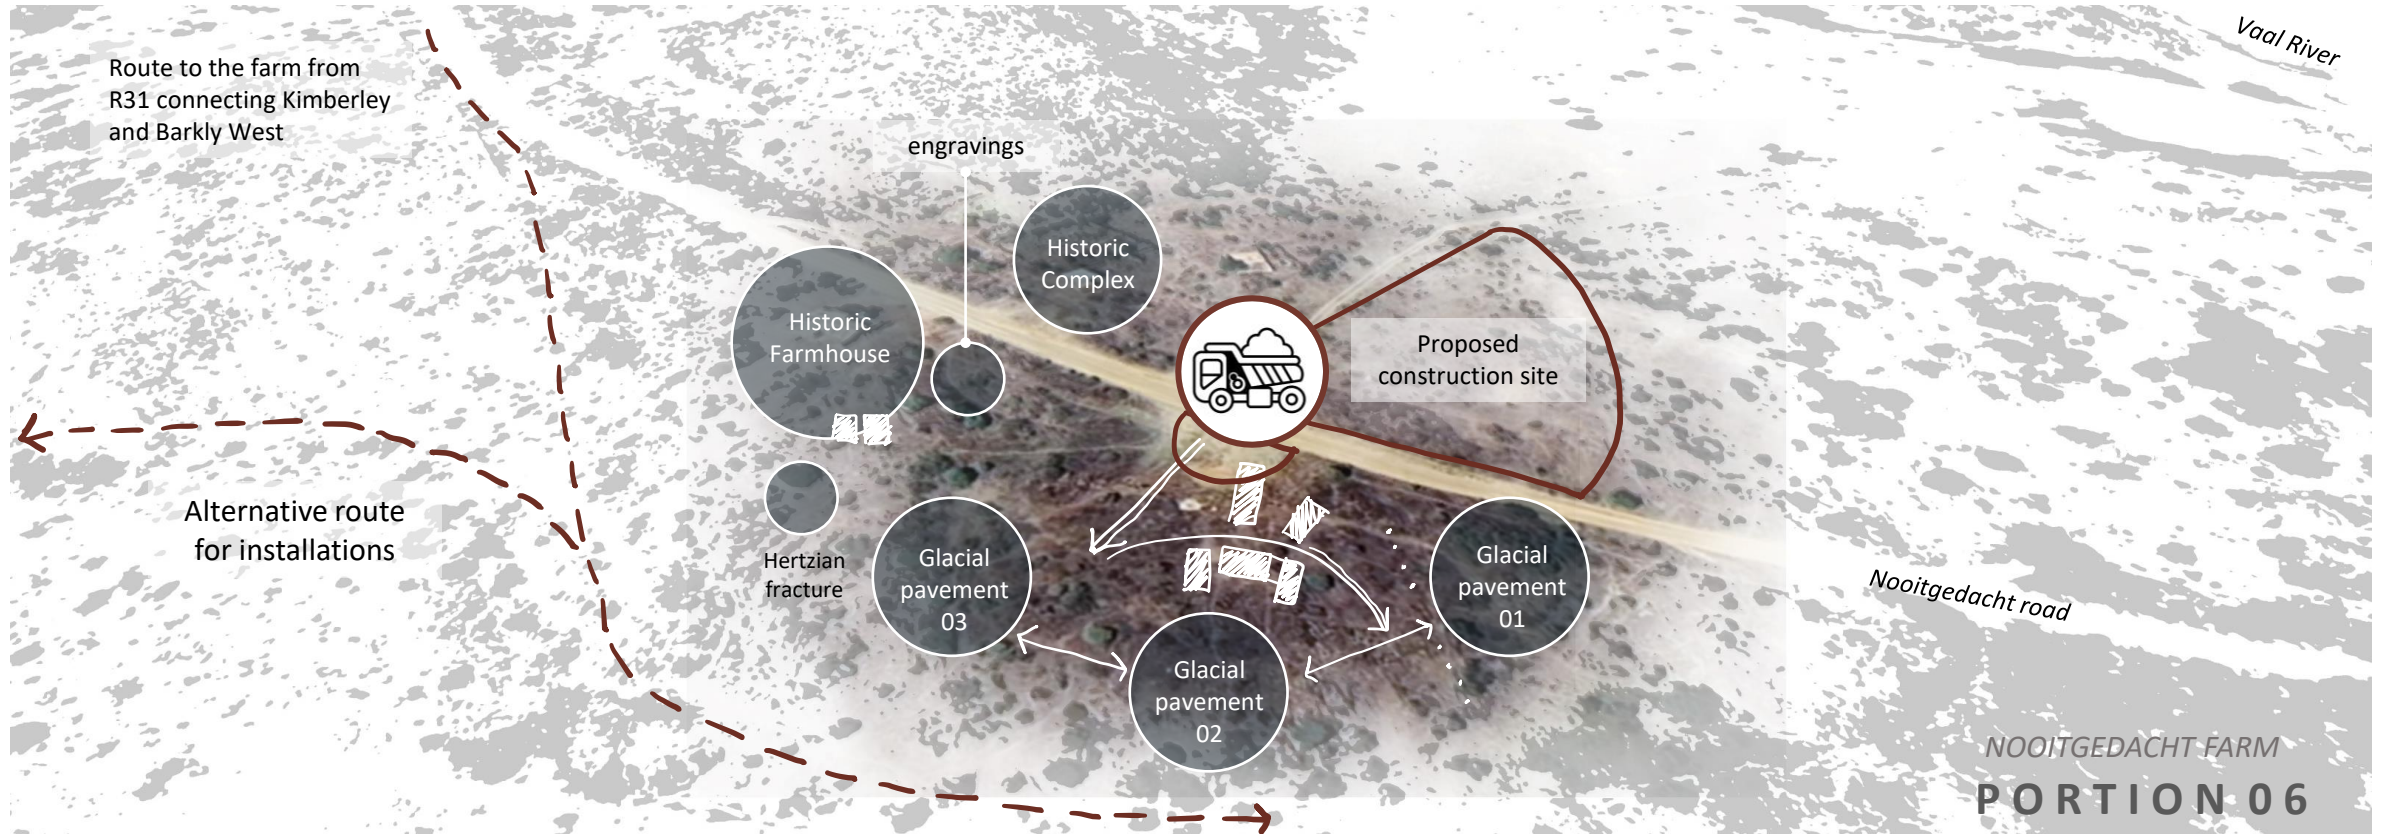 Vaal River
Route to the farm from
R31 connecting Kimberley
and Barkly West
engravings
Historic
Complex
Historic
Farmhouse
Proposed
construction site
Alternative route
for installations
Hertzian
fracture
Glacial
pavement
03
Glacial
pavement
01
Nooitgedacht road
Glacial
pavement
02
NOOITGEDACHT FARM
PORTION 06